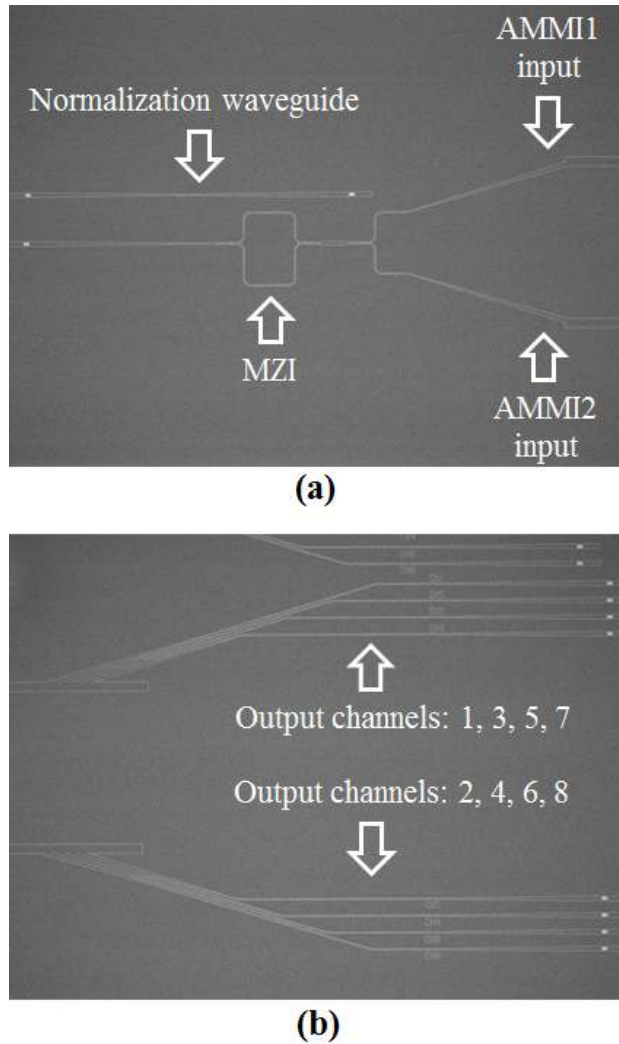 AMMI1
input
Normalization waveguide
MZI
AMMI2
input
(a)
Output channels: 1, 3, 5, 7
Output channels: 2, 4, 6, 8
(b)